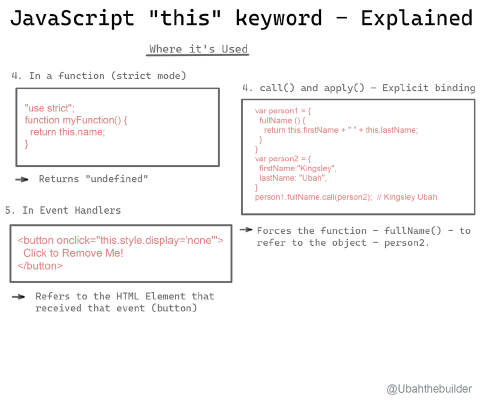 JavaScript "this" keyword - Explained
Where it's Used
4. In a function (strict mode)
"use strict";
function myFunction() {
return this.name;
}
Returns "undefined"
5. In Event Handlers
<button onclick="this.style.display='none'">
Click to Remove Me!
</button>
Refers to the HTML Element that
received that event (button)
4. call() and apply() - Explicit binding
var person1 = {
fullName () {
return this.firstName + " " + this.lastName;
}
}
var person2 = {
firstName:"Kingsley",
lastName: "Ubah",
}
person1.fullName.call(person2); // Kingsley Ubah
Forces the function - fullName() - to
refer to the object - person2.
@Ubahthebuilder